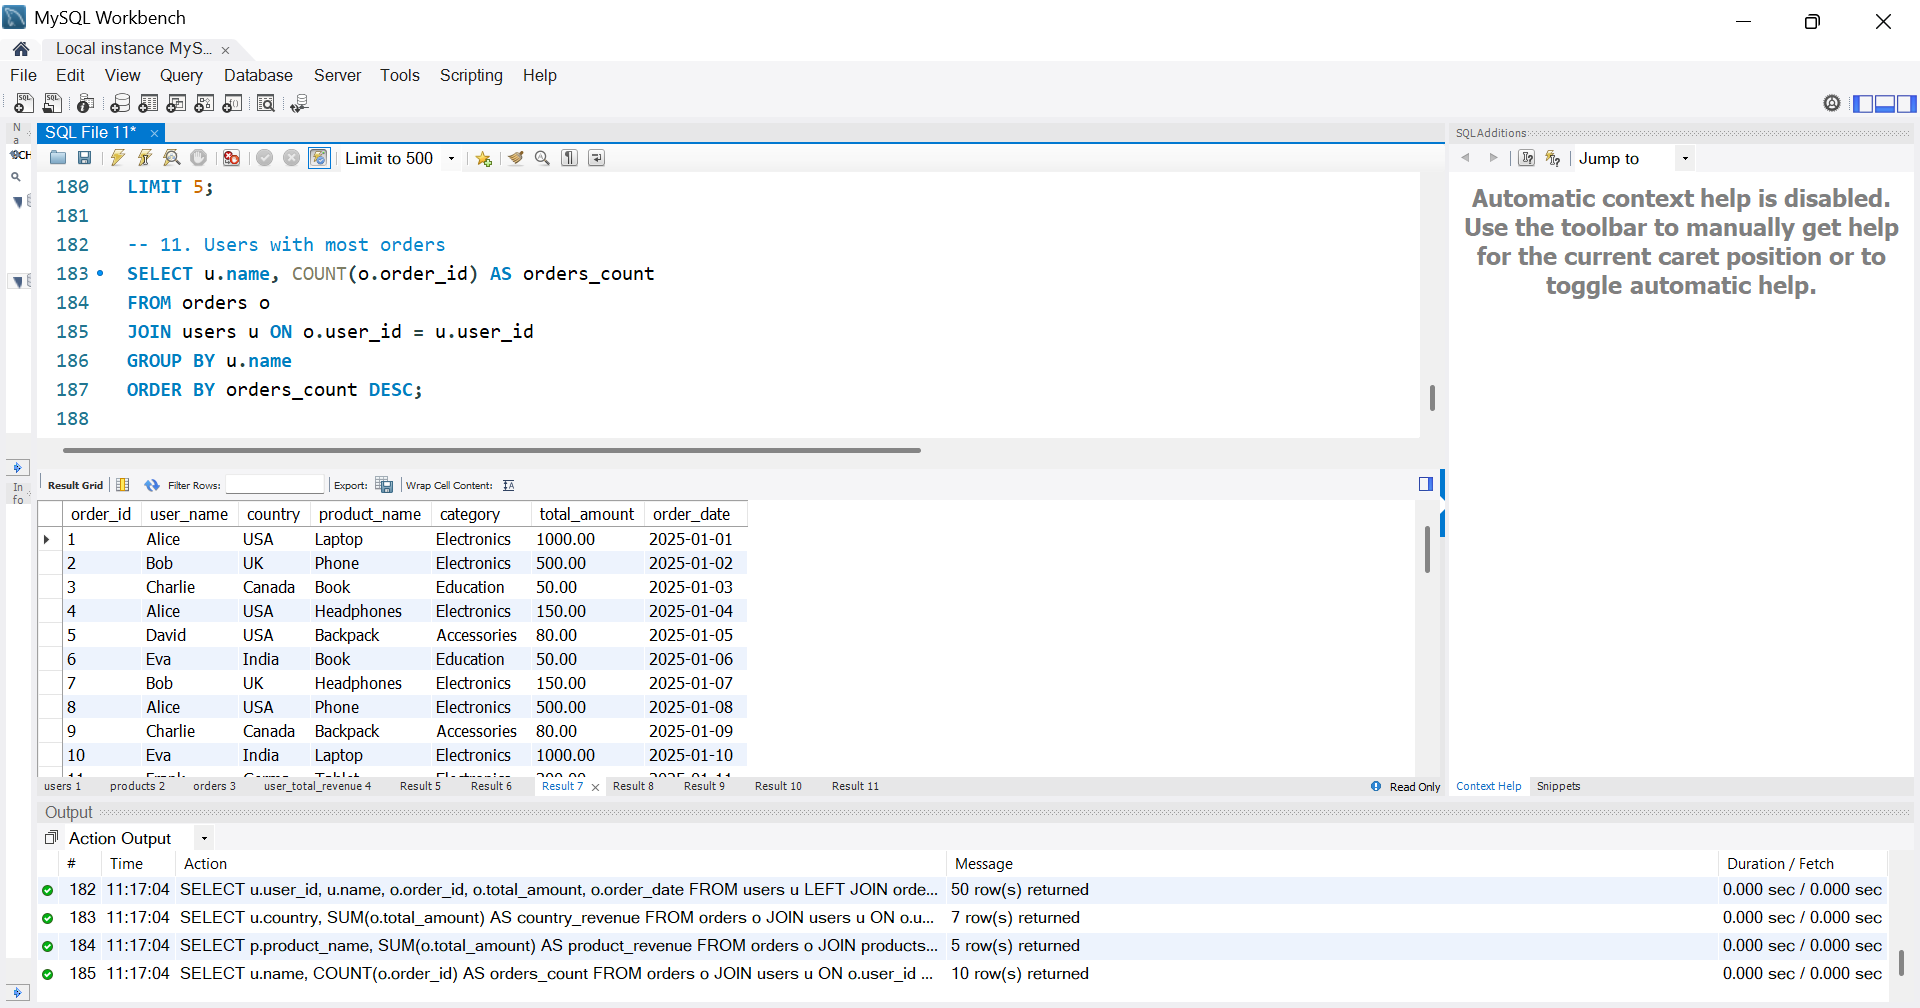 MySQL Workbench
Local instance MyS...
File Edit View Query Database Server Tools Scripting Help
SQL File 11*
SQLAdditions
Limit to 500
Jump to
180 LIMIT 5;
181
182 -- 11. Users with most orders
183 SELECT u.name, COUNT(o.order_id) AS orders_count
184 FROM orders o
185 JOIN users u ON o.user_id = u.user_id
186 GROUP BY u.name
187 ORDER BY orders_count DESC;
188
Automatic context help is disabled.
Use the toolbar to manually get help
for the current caret position or to
toggle automatic help.
Na
CH
Info
Result Grid Filter Rows: Export: Wrap Cell Content:
order_id user_name country product_name category total_amount order_date
1 Alice USA Laptop Electronics 1000.00 2025-01-01
2 Bob UK Phone Electronics 500.00 2025-01-02
3 Charlie Canada Book Education 50.00 2025-01-03
4 Alice USA Headphones Electronics 150.00 2025-01-04
5 David USA Backpack Accessories 80.00 2025-01-05
6 Eva India Book Education 50.00 2025-01-06
7 Bob UK Headphones Electronics 150.00 2025-01-07
8 Alice USA Phone Electronics 500.00 2025-01-08
9 Charlie Canada Backpack Accessories 80.00 2025-01-09
10 Eva India Laptop Electronics 1000.00 2025-01-10
users 1 products 2 orders 3 user_total_revenue 4 Result 5 Result 6 Result 7 Result 8 Result 9 Result 10 Result 11 Read Only
Context Help Snippets
Output
Action Output
# Time Action Message Duration / Fetch
182 11:17:04 SELECT u.user_id, u.name, o.order_id, o.total_amount, o.order_date FROM users u LEFT JOIN orde... 50 row(s) returned 0.000 sec / 0.000 sec
183 11:17:04 SELECT u.country, SUM(o.total_amount) AS country_revenue FROM orders o JOIN users u ON o.u... 7 row(s) returned 0.000 sec / 0.000 sec
184 11:17:04 SELECT p.product_name, SUM(o.total_amount) AS product_revenue FROM orders o JOIN products... 5 row(s) returned 0.000 sec / 0.000 sec
185 11:17:04 SELECT u.name, COUNT(o.order_id) AS orders_count FROM orders o JOIN users u ON o.user_id ... 10 row(s) returned 0.000 sec / 0.000 sec